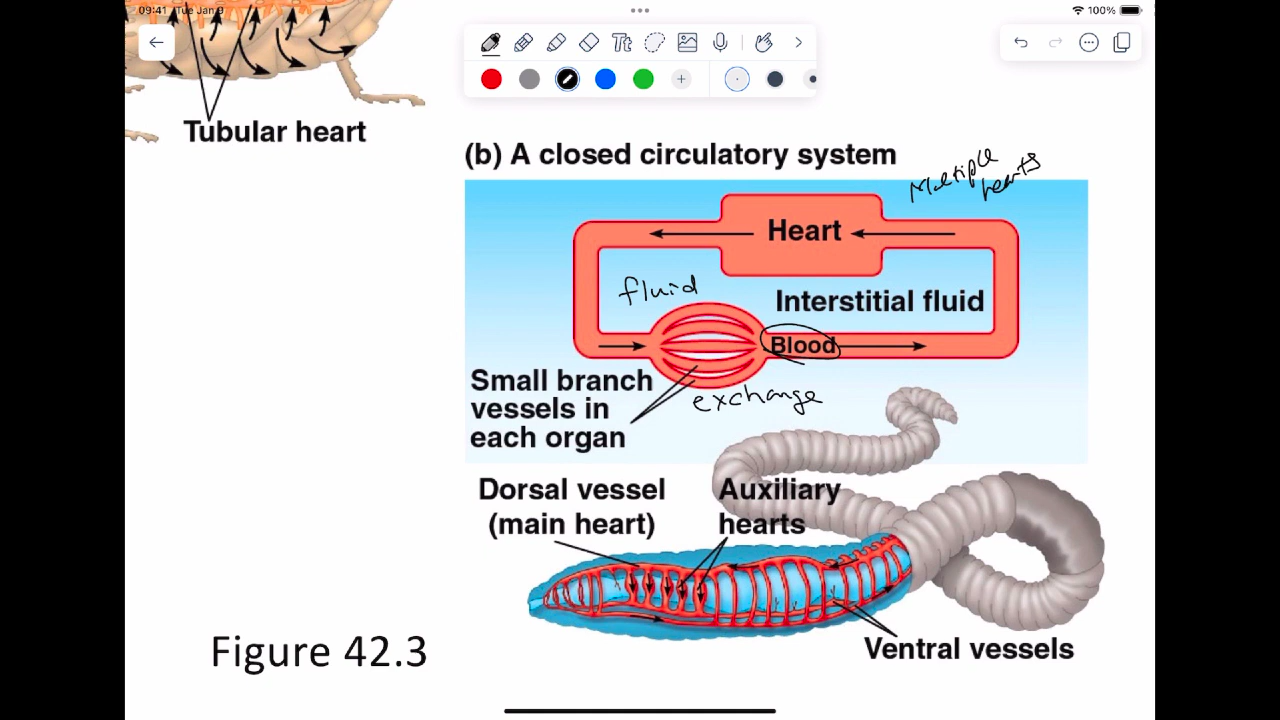 09:41 Tue Jan 9
100%
Tt
Tubular heart
(b) A closed circulatory system
Multiple
hearts
Heart
fluid
Interstitial fluid
Blood
Small branch
vessels in
each organ
exchange
Dorsal vessel
(main heart)
Auxiliary
hearts
Ventral vessels
Figure 42.3